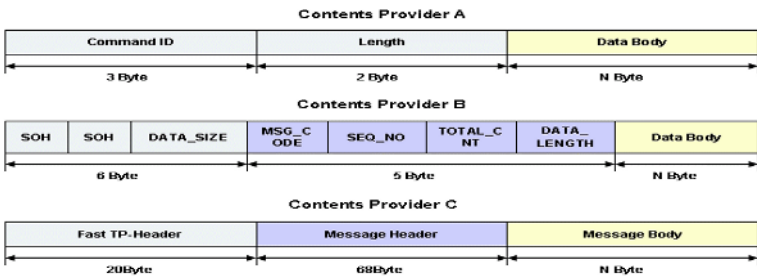 Contents Provider A
Command ID Length Data Body
3 Byte 2 Byte N Byte
Contents Provider B
SOH SOH DATA_SIZE MSG_C SEQ_NO TOTAL_C DATA_ Data Body
ODE NT LENGTH
6 Byte 5 Byte N Byte
Contents Provider C
Fast TP-Header Message Header Message Body
20Byte 68Byte N Byte